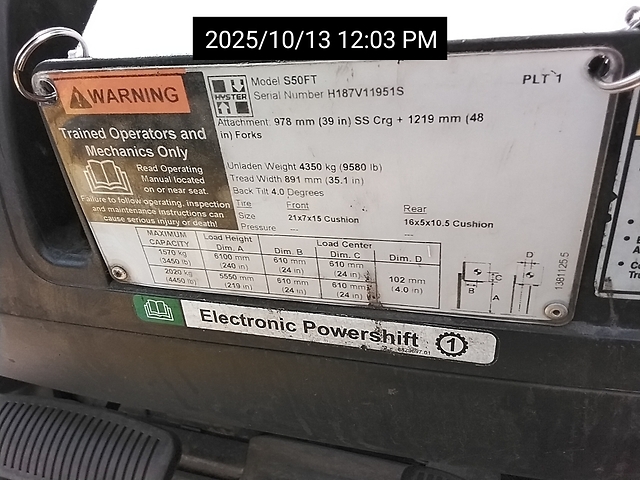 2025/10/13 12:03 PM
WARNING
Trained Operators and
Mechanics Only
Read Operating
Manual located
on or near seat.
Failure to follow operating, inspection
and maintenance instructions can
cause serious injury or death!
HYSTER
Model S50FT
PLT 1
Serial Number H187V11951S
Attachment: 978 mm (39 in) SS Crg + 1219 mm (48
in) Forks
Unladen Weight 4350 kg (9580 lb)
Tread Width 891 mm (35.1 in)
Back Tilt 4.0 Degrees
Tire Front Rear
Size 21x7x15 Cushion 16x5x10.5 Cushion
Pressure --- ---
MAXIMUM CAPACITY Load Height Dim. A Load Center Dim. B Dim. C Dim. D
1570 kg (3450 lb) 6100 mm (240 in) 610 mm (24 in) 610 mm (24 in) 102 mm (4.0 in)
2020 kg (4450 lb) 5550 mm (219 in) 610 mm (24 in) 610 mm (24 in)
D
C
B
A
Electronic Powershift 1